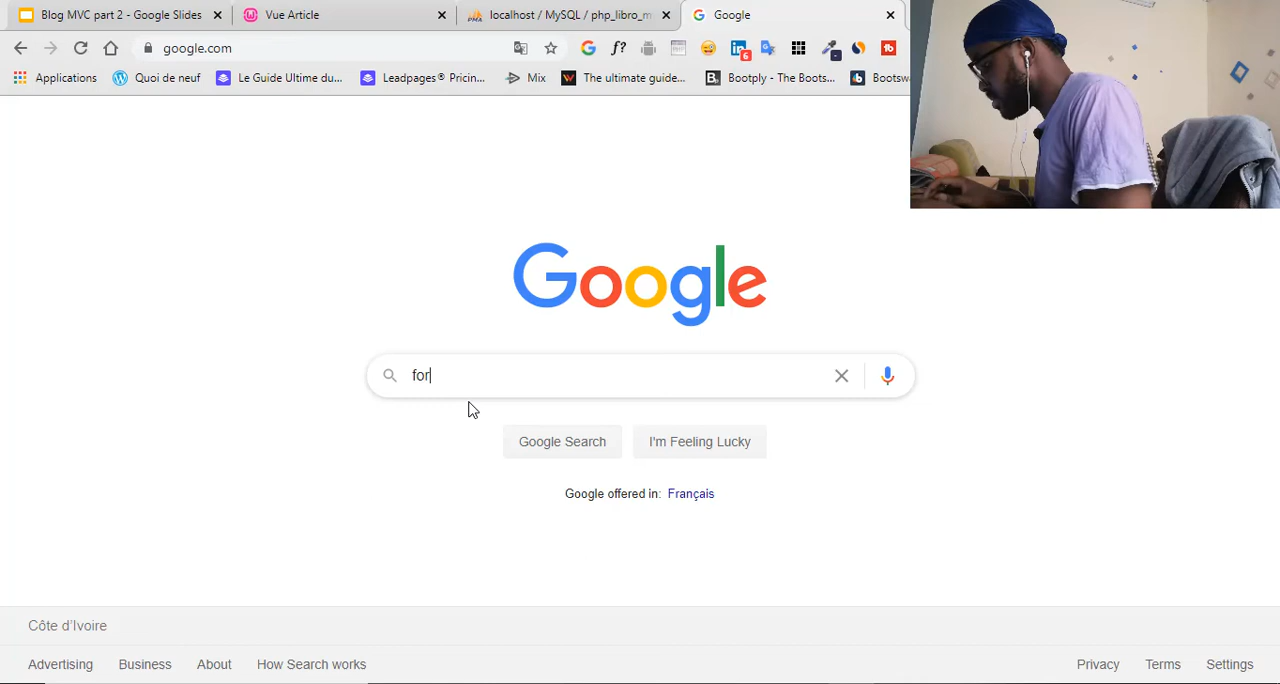 Blog MVC part 2 - Google Slides
Vue Article
localhost / MySQL / php_libro_m
Google
google.com
f?
6
Applications
Quoi de neuf
Le Guide Ultime du...
Leadpages® Pricin...
Mix
The ultimate guide...
Bootply - The Boots...
Bootsw
Google
for
Google Search
I'm Feeling Lucky
Google offered in: Français
Côte d'Ivoire
Advertising
Business
About
How Search works
Privacy
Terms
Settings